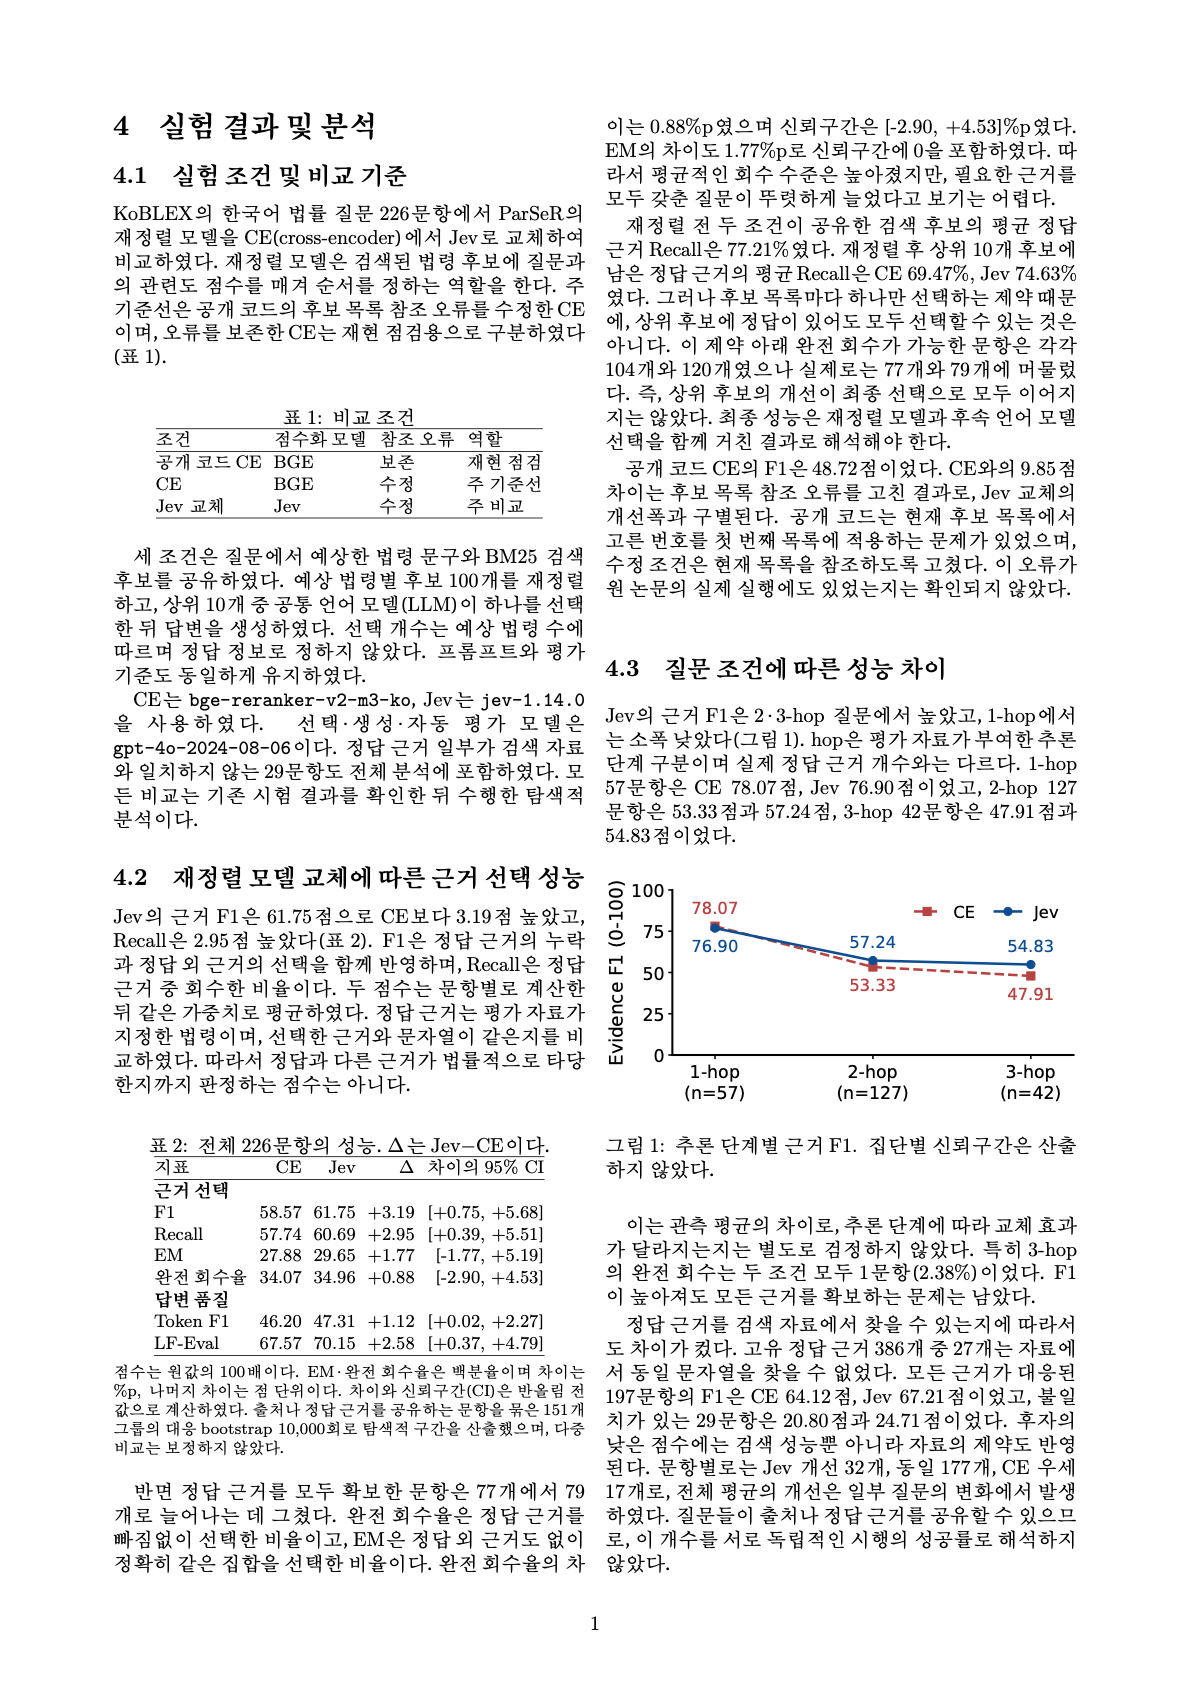 4 실험 결과 및 분석
4.1 실험 조건 및 비교 기준
KoBLEX의 한국어 법률 질문 226문항에서 ParSeR의
재정렬 모델을 CE(cross-encoder)에서 Jev로 교체하여
비교하였다. 재정렬 모델은 검색된 법령 후보에 질문과
의 관련도 점수를 매겨 순서를 정하는 역할을 한다. 주
기준선은 공개 코드의 후보 목록 참조 오류를 수정한 CE
이며, 오류를 보존한 CE는 재현 점검용으로 구분하였다
(표 1).
표 1: 비교 조건
조건 점수화 모델 참조 오류 역할
공개 코드 CE BGE 보존 재현 점검
CE BGE 수정 주 기준선
Jev 교체 Jev 수정 주 비교
세 조건은 질문에서 예상한 법령 문구와 BM25 검색
후보를 공유하였다. 예상 법령별 후보 100개를 재정렬
하고, 상위 10개 중 공통 언어 모델(LLM)이 하나를 선택
한 뒤 답변을 생성하였다. 선택 개수는 예상 법령 수에
따르며 정답 정보로 정하지 않았다. 프롬프트와 평가
기준도 동일하게 유지하였다.
CE는 bge-reranker-v2-m3-ko, Jev는 jev-1.14.0
을 사용하였다. 선택·생성·자동 평가 모델은
gpt-4o-2024-08-06이다. 정답 근거 일부가 검색 자료
와 일치하지 않는 29문항도 전체 분석에 포함하였다. 모
든 비교는 기존 시험 결과를 확인한 뒤 수행한 탐색적
분석이다.
4.2 재정렬 모델 교체에 따른 근거 선택 성능
Jev의 근거 F1은 61.75점으로 CE보다 3.19점 높았고,
Recall은 2.95점 높았다(표 2). F1은 정답 근거의 누락
과 정답 외 근거의 선택을 함께 반영하며, Recall은 정답
근거 중 회수한 비율이다. 두 점수는 문항별로 계산한
뒤 같은 가중치로 평균하였다. 정답 근거는 평가 자료가
지정한 법령이며, 선택한 근거와 문자열이 같은지를 비
교하였다. 따라서 정답과 다른 근거가 법률적으로 타당
한지까지 판정하는 점수는 아니다.
표 2: 전체 226문항의 성능. Δ는 Jev−CE이다.
지표 CE Jev Δ 차이의 95% CI
근거 선택
F1 58.57 61.75 +3.19 [+0.75, +5.68]
Recall 57.74 60.69 +2.95 [+0.39, +5.51]
EM 27.88 29.65 +1.77 [-1.77, +5.19]
완전 회수율 34.07 34.96 +0.88 [-2.90, +4.53]
답변 품질
Token F1 46.20 47.31 +1.12 [+0.02, +2.27]
LF-Eval 67.57 70.15 +2.58 [+0.37, +4.79]
점수는 원값의 100배이다. EM·완전 회수율은 백분율이며 차이는
%p, 나머지 차이는 점 단위이다. 차이와 신뢰구간(CI)은 반올림 전
값으로 계산하였다. 출처나 정답 근거를 공유하는 문항을 묶은 151개
그룹의 대응 bootstrap 10,000회로 탐색적 구간을 산출했으며, 다중
비교는 보정하지 않았다.
반면 정답 근거를 모두 확보한 문항은 77개에서 79
개로 늘어나는 데 그쳤다. 완전 회수율은 정답 근거를
빠짐없이 선택한 비율이고, EM은 정답 외 근거도 없이
정확히 같은 집합을 선택한 비율이다. 완전 회수율의 차
이는 0.88%p였으며 신뢰구간은 [-2.90, +4.53]%p였다.
EM의 차이도 1.77%p로 신뢰구간에 0을 포함하였다. 따
라서 평균적인 회수 수준은 높아졌지만, 필요한 근거를
모두 갖춘 질문이 뚜렷하게 늘었다고 보기는 어렵다.
재정렬 전 두 조건이 공유한 검색 후보의 평균 정답
근거 Recall은 77.21%였다. 재정렬 후 상위 10개 후보에
남은 정답 근거의 평균 Recall은 CE 69.47%, Jev 74.63%
였다. 그러나 후보 목록마다 하나만 선택하는 제약 때문
에, 상위 후보에 정답이 있어도 모두 선택할 수 있는 것은
아니다. 이 제약 아래 완전 회수가 가능한 문항은 각각
104개와 120개였으나 실제로는 77개와 79개에 머물렀
다. 즉, 상위 후보의 개선이 최종 선택으로 모두 이어지
지는 않았다. 최종 성능은 재정렬 모델과 후속 언어 모델
선택을 함께 거친 결과로 해석해야 한다.
공개 코드 CE의 F1은 48.72점이었다. CE와의 9.85점
차이는 후보 목록 참조 오류를 고친 결과로, Jev 교체의
개선폭과 구별된다. 공개 코드는 현재 후보 목록에서
고른 번호를 첫 번째 목록에 적용하는 문제가 있었으며,
수정 조건은 현재 목록을 참조하도록 고쳤다. 이 오류가
원 논문의 실제 실행에도 있었는지는 확인되지 않았다.
4.3 질문 조건에 따른 성능 차이
Jev의 근거 F1은 2·3-hop 질문에서 높았고, 1-hop에서
는 소폭 낮았다(그림 1). hop은 평가 자료가 부여한 추론
단계 구분이며 실제 정답 근거 개수와는 다르다. 1-hop
57문항은 CE 78.07점, Jev 76.90점이었고, 2-hop 127
문항은 53.33점과 57.24점, 3-hop 42문항은 47.91점과
54.83점이었다.
Evidence F1 (0-100)
100
75
50
25
0
CE Jev
78.07
76.90
57.24
53.33
54.83
47.91
1-hop 2-hop 3-hop
(n=57) (n=127) (n=42)
그림 1: 추론 단계별 근거 F1. 집단별 신뢰구간은 산출
하지 않았다.
이는 관측 평균의 차이로, 추론 단계에 따라 교체 효과
가 달라지는지는 별도로 검정하지 않았다. 특히 3-hop
의 완전 회수는 두 조건 모두 1문항(2.38%)이었다. F1
이 높아져도 모든 근거를 확보하는 문제는 남았다.
정답 근거를 검색 자료에서 찾을 수 있는지에 따라서
도 차이가 컸다. 고유 정답 근거 386개 중 27개는 자료에
서 동일 문자열을 찾을 수 없었다. 모든 근거가 대응된
197문항의 F1은 CE 64.12점, Jev 67.21점이었고, 불일
치가 있는 29문항은 20.80점과 24.71점이었다. 후자의
낮은 점수에는 검색 성능뿐 아니라 자료의 제약도 반영
된다. 문항별로는 Jev 개선 32개, 동일 177개, CE 우세
17개로, 전체 평균의 개선은 일부 질문의 변화에서 발생
하였다. 질문들이 출처나 정답 근거를 공유할 수 있으므
로, 이 개수를 서로 독립적인 시행의 성공률로 해석하지
않았다.
1